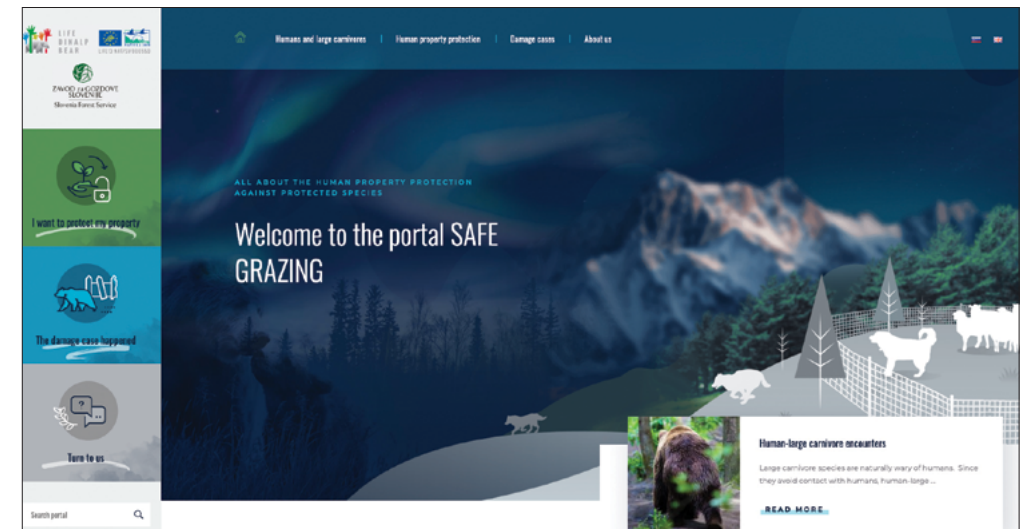 LIFE
DINALP
BEAR
ZAVOD ZA GOZDOVE
SLOVENIJE
Slovenia Forest Service
I want to protect my property
The damage case happened
Turn to us
Search portal
Humans and large carnivores | Human property protection | Damage cases | About us
ALL ABOUT THE HUMAN PROPERTY PROTECTION
AGAINST PROTECTED SPECIES
Welcome to the portal SAFE
GRAZING
Human-large carnivore encounters
Large carnivore species are naturally wary of humans. Since
they avoid contact with humans, human-large ...
READ MORE